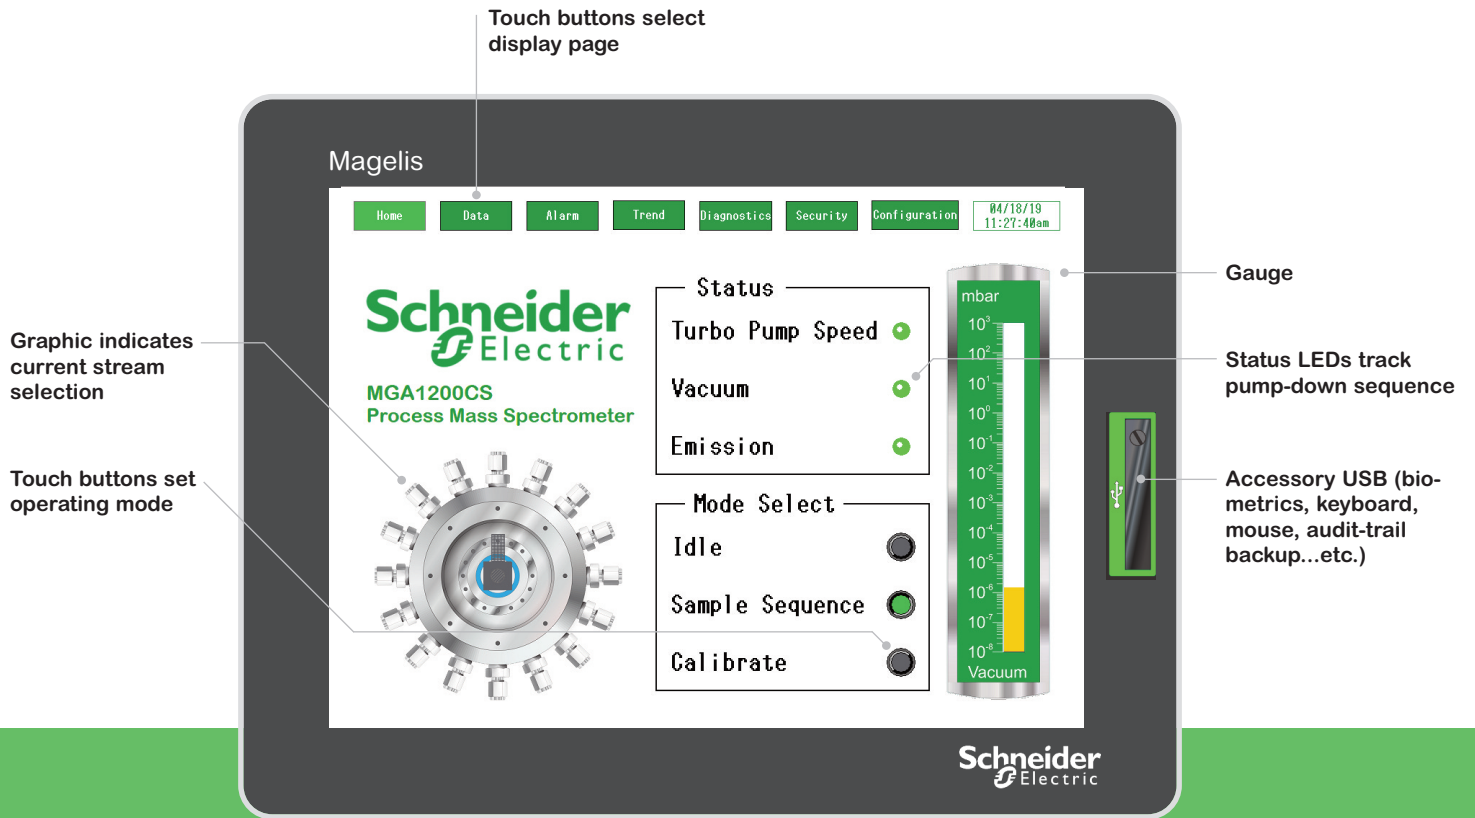 Touch buttons select
display page
Magelis
Home
Data
Alarm
Trend
Diagnostics
Security
Configuration
04/18/19
11:27:40am
Schneider
Electric
MGA1200CS
Process Mass Spectrometer
Graphic indicates
current stream
selection
Touch buttons set
operating mode
Status
Turbo Pump Speed
Vacuum
Emission
Mode Select
Idle
Sample Sequence
Calibrate
mbar
10³
10²
10¹
10⁰
10⁻¹
10⁻²
10⁻³
10⁻⁴
10⁻⁵
10⁻⁶
10⁻⁷
10⁻⁸
Vacuum
Gauge
Status LEDs track
pump-down sequence
Accessory USB (bio-
metrics, keyboard,
mouse, audit-trail
backup...etc.)
Schneider
Electric